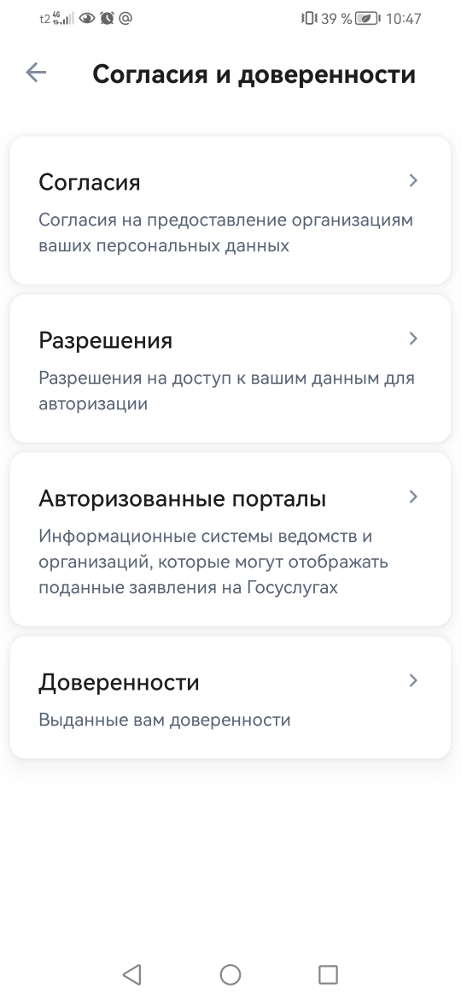 t2 4G 39 % 10:47
Согласия и доверенности
Согласия
Согласия на предоставление организациям
ваших персональных данных
Разрешения
Разрешения на доступ к вашим данным для
авторизации
Авторизованные порталы
Информационные системы ведомств и
организаций, которые могут отображать
поданные заявления на Госуслугах
Доверенности
Выданные вам доверенности